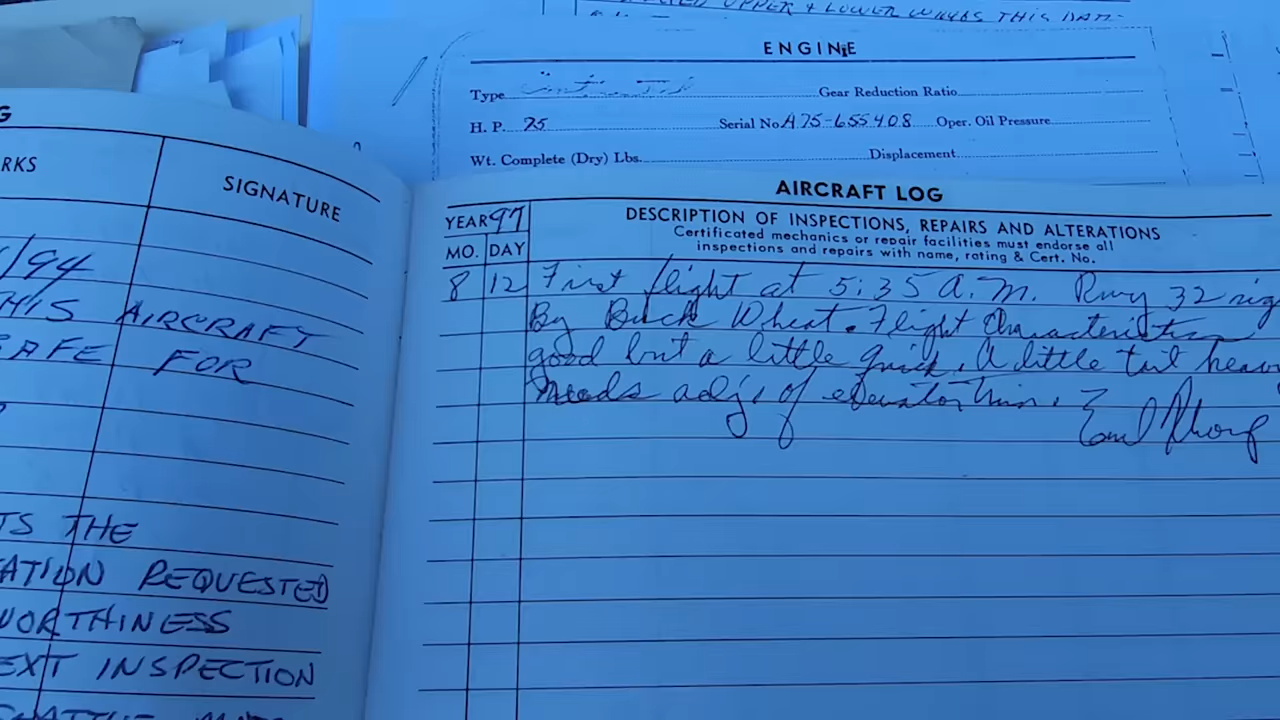 UPPER & LOWER WINGS THIS DATE
ENGINE
Type Gear Reduction Ratio
H. P. 75 Serial No. A75-655408 Oper. Oil Pressure
Wt. Complete (Dry) Lbs. Displacement
G
RKS SIGNATURE
/94
HIS AIRCRAFT
SAFE FOR
TS THE
ATION REQUESTED
WORTHINESS
EXT INSPECTION
AIRCRAFT LOG
YEAR 97 DESCRIPTION OF INSPECTIONS, REPAIRS AND ALTERATIONS
MO. DAY Certificated mechanics or repair facilities must endorse all
inspections and repairs with name, rating & Cert. No.
8 12 First flight at 5:35 A.M. Rwy 32 rig
By Buck Wheat. Flight Characteristics
good but a little quick. A little tail heavy
Needs adj. of elevator trim.